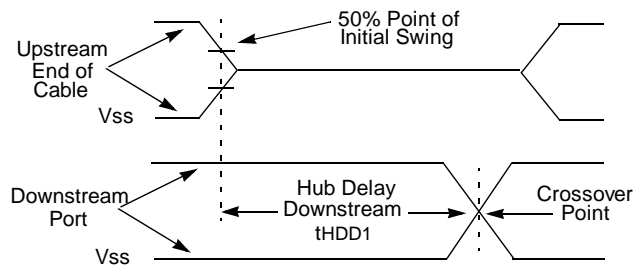 Upstream
End of
Cable
Vss
50% Point of
Initial Swing
Downstream
Port
Vss
Hub Delay
Downstream
tHDD1
Crossover
Point